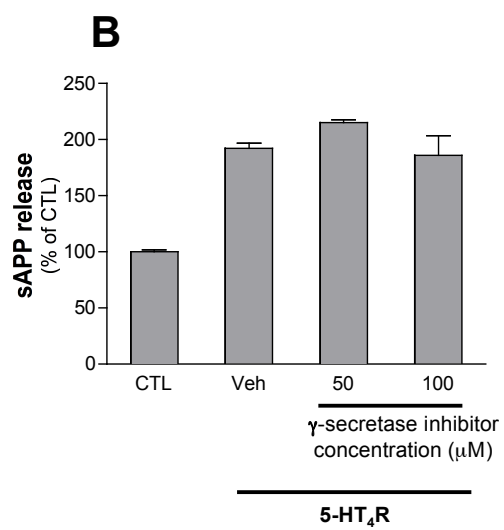 B
sAPP release
(% of CTL)
250
200
150
100
50
0
CTL Veh 50 100
γ-secretase inhibitor
concentration (μM)
5-HT₄R